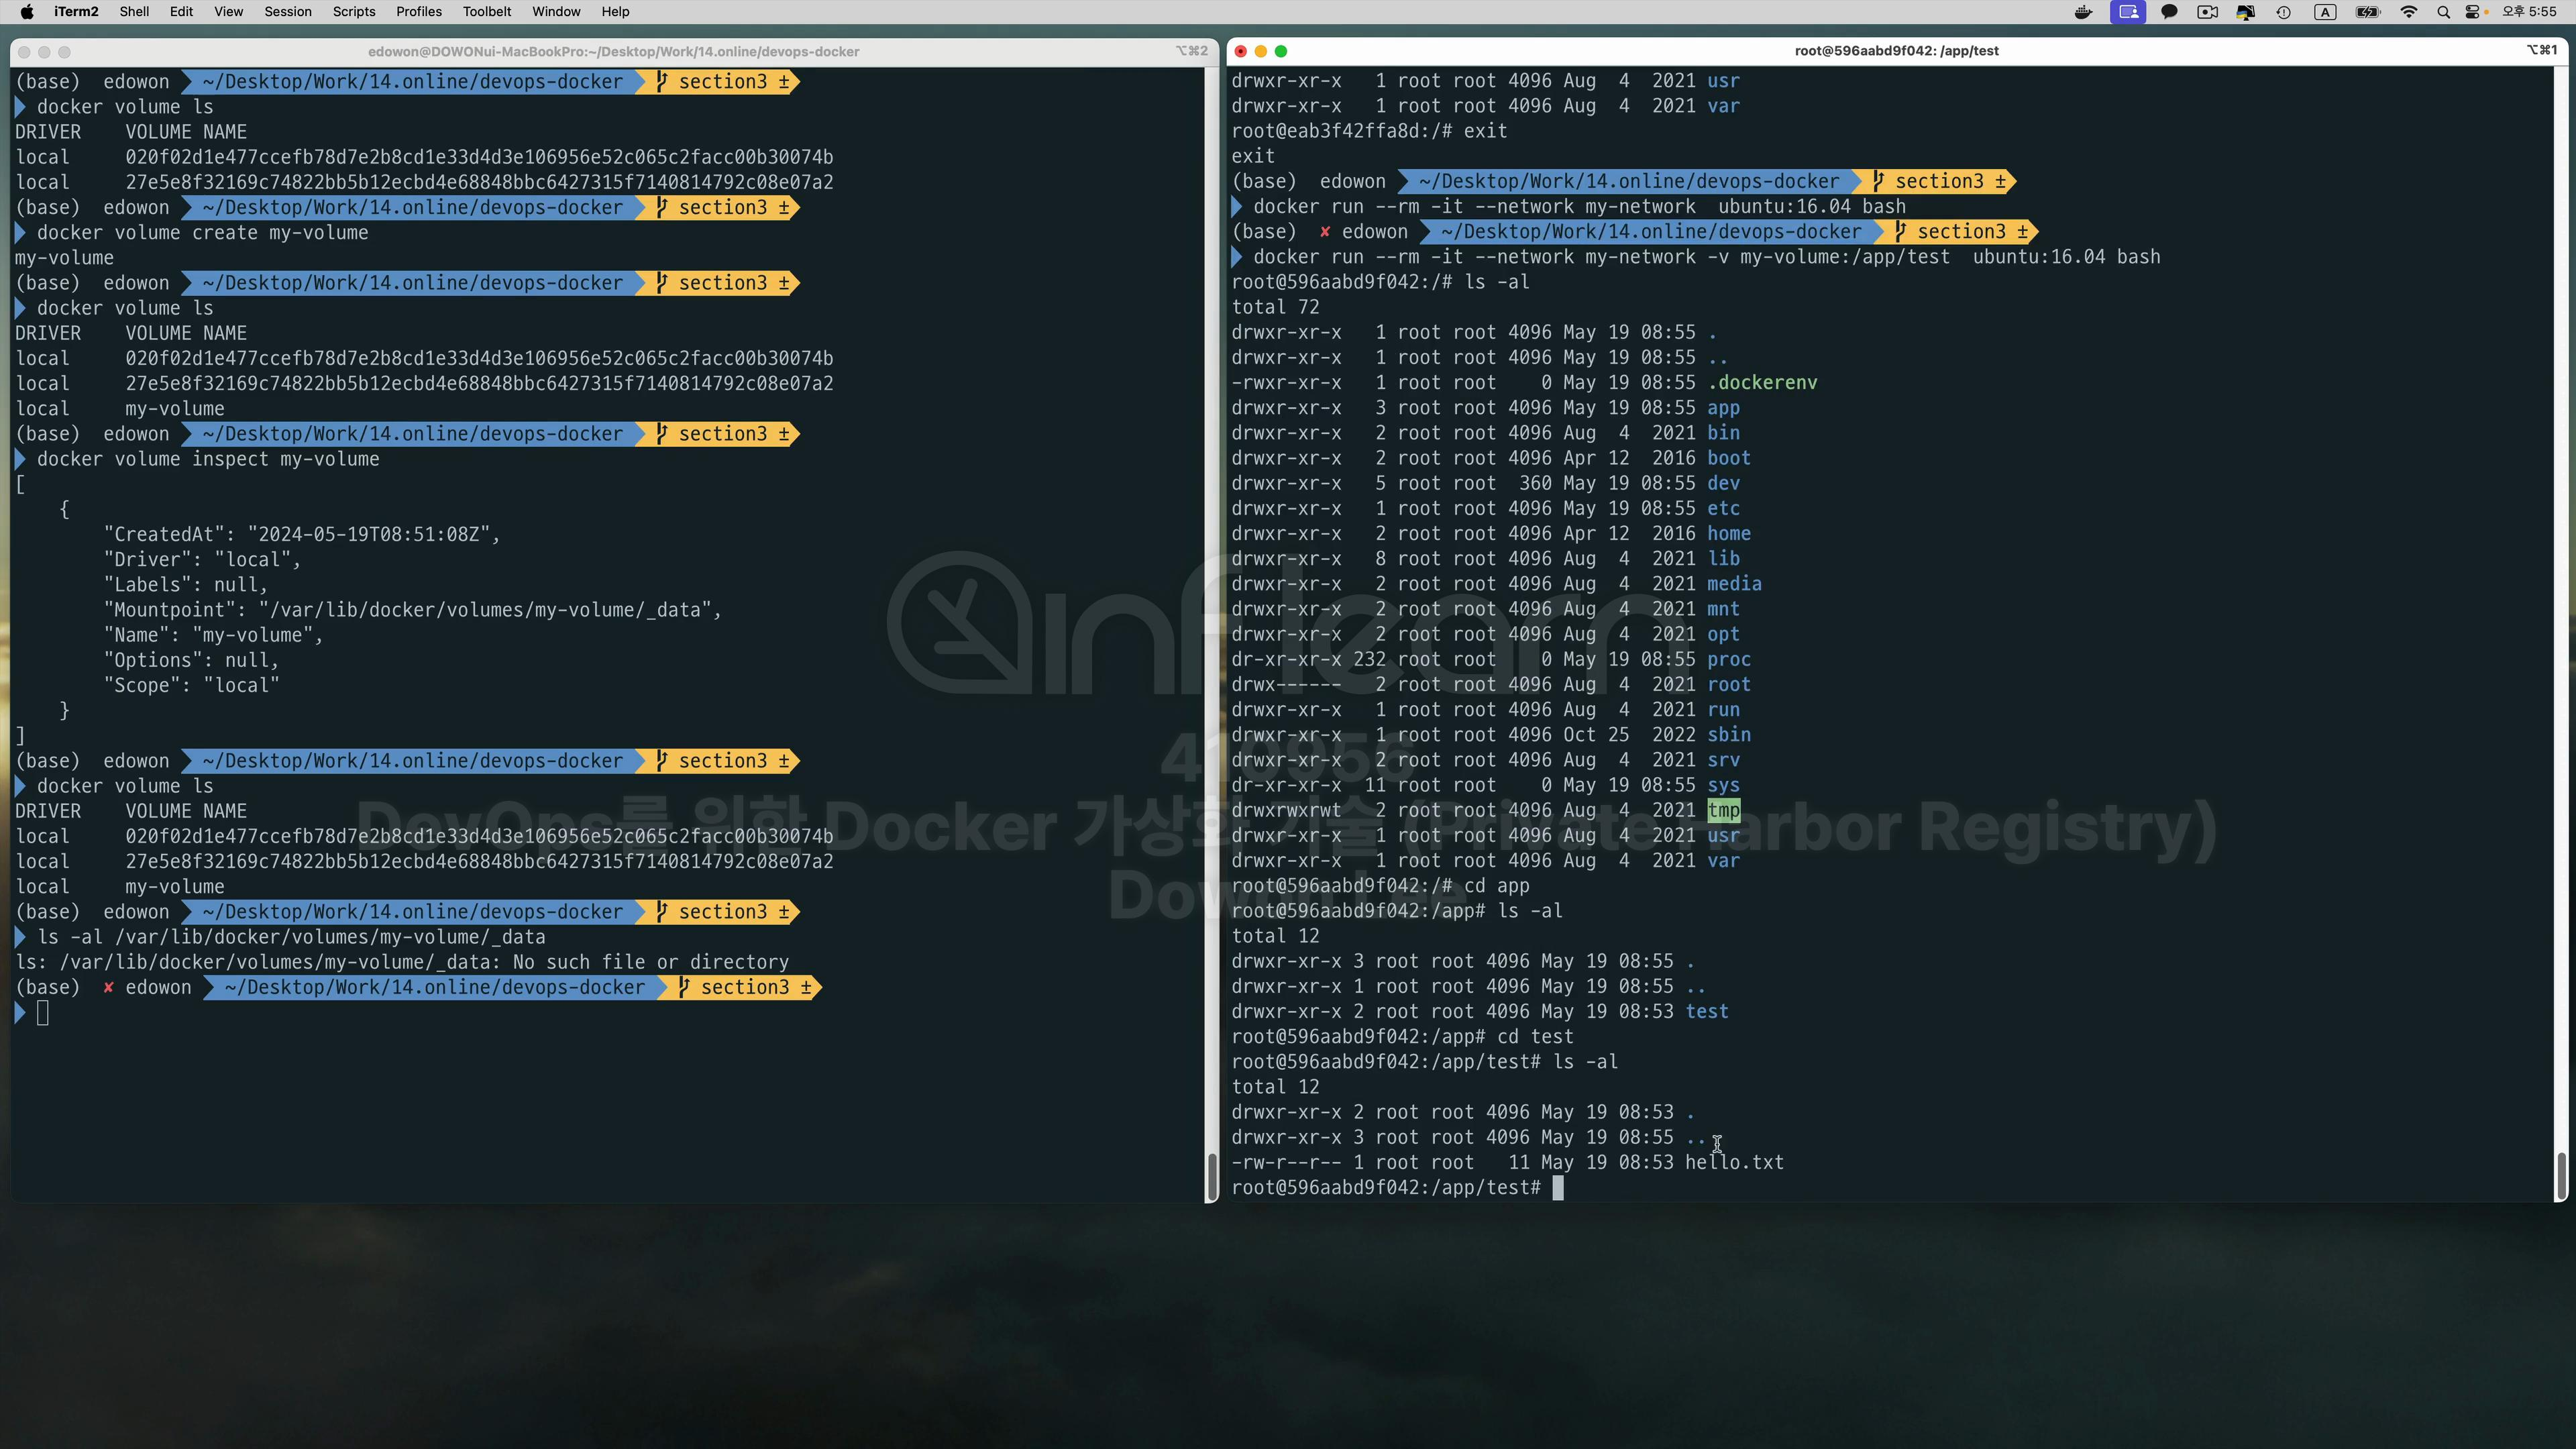 iTerm2 Shell Edit View Session Scripts Profiles Toolbelt Window Help
A 오후 5:55
edowon@DOWONui-MacBookPro:~/Desktop/Work/14.online/devops-docker ⌥⌘2
(base) edowon ~/Desktop/Work/14.online/devops-docker section3 ±
docker volume ls
DRIVER VOLUME NAME
local 020f02d1e477ccefb78d7e2b8cd1e33d4d3e106956e52c065c2facc00b30074b
local 27e5e8f32169c74822bb5b12ecbd4e68848bbc6427315f7140814792c08e07a2
(base) edowon ~/Desktop/Work/14.online/devops-docker section3 ±
docker volume create my-volume
my-volume
(base) edowon ~/Desktop/Work/14.online/devops-docker section3 ±
docker volume ls
DRIVER VOLUME NAME
local 020f02d1e477ccefb78d7e2b8cd1e33d4d3e106956e52c065c2facc00b30074b
local 27e5e8f32169c74822bb5b12ecbd4e68848bbc6427315f7140814792c08e07a2
local my-volume
(base) edowon ~/Desktop/Work/14.online/devops-docker section3 ±
docker volume inspect my-volume
[
{
"CreatedAt": "2024-05-19T08:51:08Z",
"Driver": "local",
"Labels": null,
"Mountpoint": "/var/lib/docker/volumes/my-volume/_data",
"Name": "my-volume",
"Options": null,
"Scope": "local"
}
]
(base) edowon ~/Desktop/Work/14.online/devops-docker section3 ±
docker volume ls
DRIVER VOLUME NAME
local 020f02d1e477ccefb78d7e2b8cd1e33d4d3e106956e52c065c2facc00b30074b
local 27e5e8f32169c74822bb5b12ecbd4e68848bbc6427315f7140814792c08e07a2
local my-volume
(base) edowon ~/Desktop/Work/14.online/devops-docker section3 ±
ls -al /var/lib/docker/volumes/my-volume/_data
ls: /var/lib/docker/volumes/my-volume/_data: No such file or directory
(base) ✘ edowon ~/Desktop/Work/14.online/devops-docker section3 ±
root@596aabd9f042: /app/test ⌥⌘1
drwxr-xr-x 1 root root 4096 Aug 4 2021 usr
drwxr-xr-x 1 root root 4096 Aug 4 2021 var
root@eab3f42ffa8d:/# exit
exit
(base) edowon ~/Desktop/Work/14.online/devops-docker section3 ±
docker run --rm -it --network my-network ubuntu:16.04 bash
(base) ✘ edowon ~/Desktop/Work/14.online/devops-docker section3 ±
docker run --rm -it --network my-network -v my-volume:/app/test ubuntu:16.04 bash
root@596aabd9f042:/# ls -al
total 72
drwxr-xr-x 1 root root 4096 May 19 08:55 .
drwxr-xr-x 1 root root 4096 May 19 08:55 ..
-rwxr-xr-x 1 root root 0 May 19 08:55 .dockerenv
drwxr-xr-x 3 root root 4096 May 19 08:55 app
drwxr-xr-x 2 root root 4096 Aug 4 2021 bin
drwxr-xr-x 2 root root 4096 Apr 12 2016 boot
drwxr-xr-x 5 root root 360 May 19 08:55 dev
drwxr-xr-x 1 root root 4096 May 19 08:55 etc
drwxr-xr-x 2 root root 4096 Apr 12 2016 home
drwxr-xr-x 8 root root 4096 Aug 4 2021 lib
drwxr-xr-x 2 root root 4096 Aug 4 2021 media
drwxr-xr-x 2 root root 4096 Aug 4 2021 mnt
drwxr-xr-x 2 root root 4096 Aug 4 2021 opt
dr-xr-xr-x 232 root root 0 May 19 08:55 proc
drwx------ 2 root root 4096 Aug 4 2021 root
drwxr-xr-x 1 root root 4096 Aug 4 2021 run
drwxr-xr-x 1 root root 4096 Oct 25 2022 sbin
drwxr-xr-x 2 root root 4096 Aug 4 2021 srv
dr-xr-xr-x 11 root root 0 May 19 08:55 sys
drwxrwxrwt 2 root root 4096 Aug 4 2021 tmp
drwxr-xr-x 1 root root 4096 Aug 4 2021 usr
drwxr-xr-x 1 root root 4096 Aug 4 2021 var
root@596aabd9f042:/# cd app
root@596aabd9f042:/app# ls -al
total 12
drwxr-xr-x 3 root root 4096 May 19 08:55 .
drwxr-xr-x 1 root root 4096 May 19 08:55 ..
drwxr-xr-x 2 root root 4096 May 19 08:53 test
root@596aabd9f042:/app# cd test
root@596aabd9f042:/app/test# ls -al
total 12
drwxr-xr-x 2 root root 4096 May 19 08:53 .
drwxr-xr-x 3 root root 4096 May 19 08:55 ..
-rw-r--r-- 1 root root 11 May 19 08:53 hello.txt
root@596aabd9f042:/app/test#
inflearn
410956
DevOps를 위한 Docker 가상화 기술 (Private Harbor Registry)
Dowon Lee